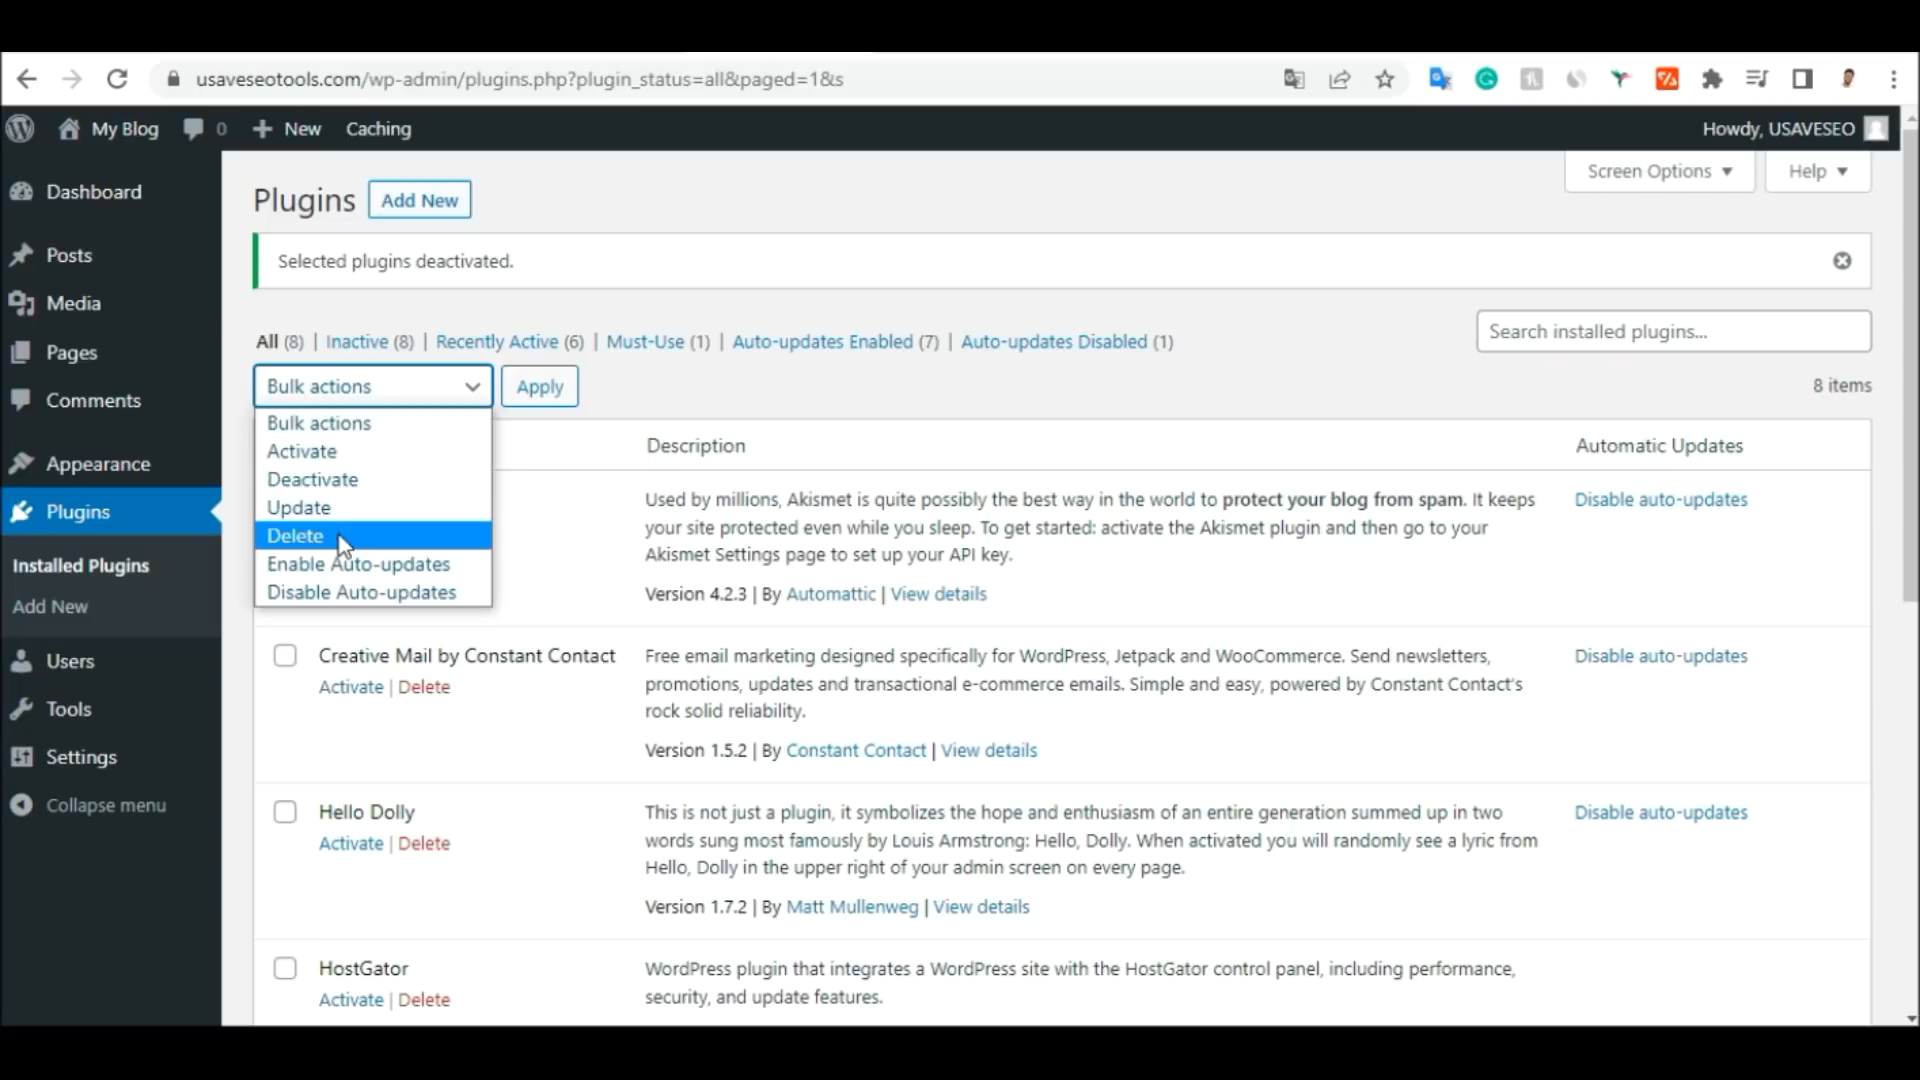 usaveseotools.com/wp-admin/plugins.php?plugin_status=all&paged=1&s
My Blog 0 New Caching Howdy, USAVESEO
Screen Options Help
Dashboard
Posts
Media
Pages
Comments
Appearance
Plugins
Installed Plugins
Add New
Users
Tools
Settings
Collapse menu
Plugins Add New
Selected plugins deactivated.
All (8) | Inactive (8) | Recently Active (6) | Must-Use (1) | Auto-updates Enabled (7) | Auto-updates Disabled (1)
Search installed plugins...
Bulk actions Apply 8 items
Bulk actions
Activate
Deactivate
Update
Delete
Enable Auto-updates
Disable Auto-updates
Description Automatic Updates
Used by millions, Akismet is quite possibly the best way in the world to protect your blog from spam. It keeps
your site protected even while you sleep. To get started: activate the Akismet plugin and then go to your
Akismet Settings page to set up your API key.
Version 4.2.3 | By Automattic | View details
Disable auto-updates
Creative Mail by Constant Contact
Activate | Delete
Free email marketing designed specifically for WordPress, Jetpack and WooCommerce. Send newsletters,
promotions, updates and transactional e-commerce emails. Simple and easy, powered by Constant Contact's
rock solid reliability.
Version 1.5.2 | By Constant Contact | View details
Disable auto-updates
Hello Dolly
Activate | Delete
This is not just a plugin, it symbolizes the hope and enthusiasm of an entire generation summed up in two
words sung most famously by Louis Armstrong: Hello, Dolly. When activated you will randomly see a lyric from
Hello, Dolly in the upper right of your admin screen on every page.
Version 1.7.2 | By Matt Mullenweg | View details
Disable auto-updates
HostGator
Activate | Delete
WordPress plugin that integrates a WordPress site with the HostGator control panel, including performance,
security, and update features.